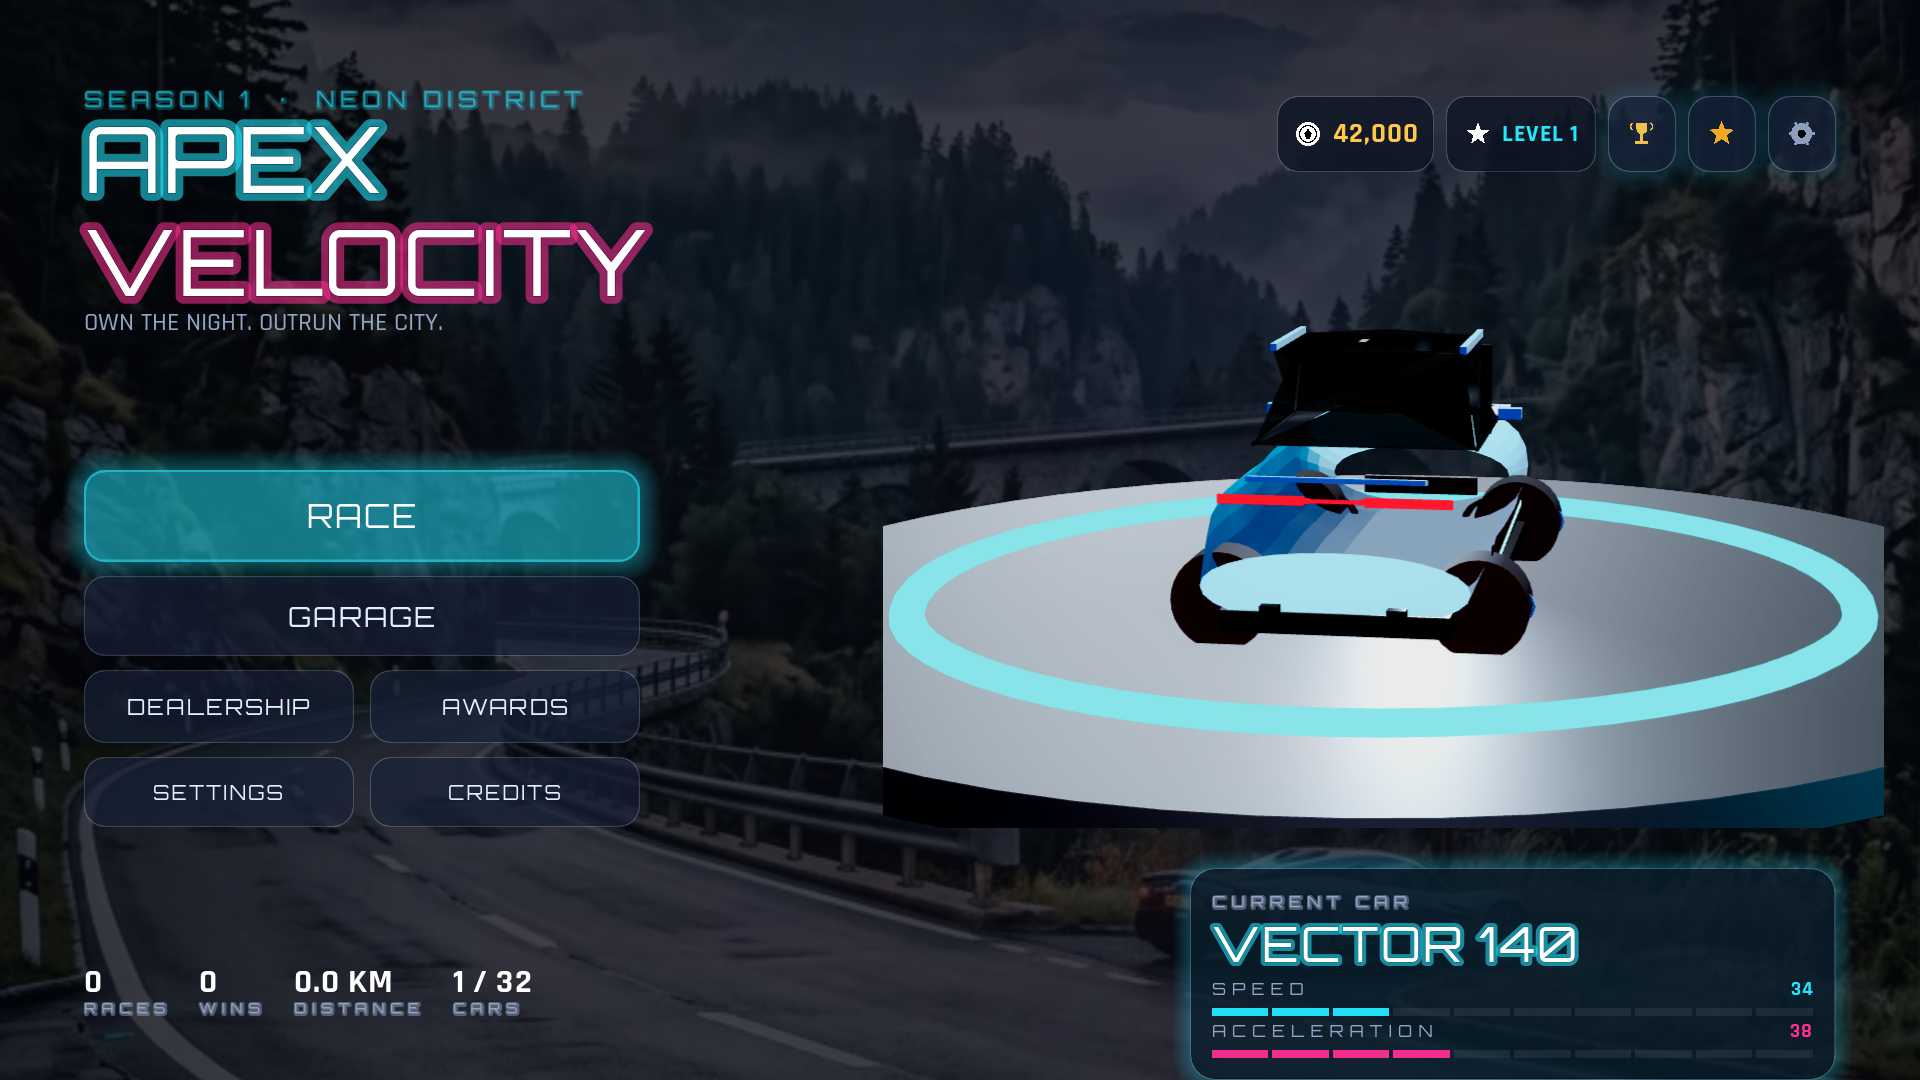 SEASON 1 · NEON DISTRICT
APEX
VELOCITY
OWN THE NIGHT. OUTRUN THE CITY.
42,000
LEVEL 1
RACE
GARAGE
DEALERSHIP
AWARDS
SETTINGS
CREDITS
0
RACES
0
WINS
0.0 KM
DISTANCE
1 / 32
CARS
CURRENT CAR
VECTOR 140
SPEED 34
ACCELERATION 38